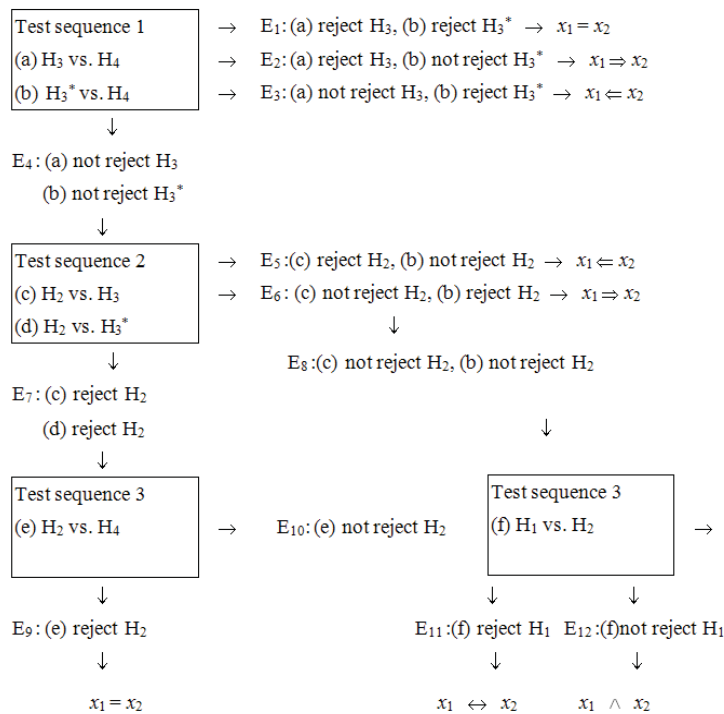 Test sequence 1 → E₁: (a) reject H₃, (b) reject H₃* → x₁ = x₂
(a) H₃ vs. H₄ → E₂: (a) reject H₃, (b) not reject H₃* → x₁ ⇒ x₂
(b) H₃* vs. H₄ → E₃: (a) not reject H₃, (b) reject H₃* → x₁ ⇐ x₂
↓
E₄: (a) not reject H₃
(b) not reject H₃*
↓
Test sequence 2 → E₅:(c) reject H₂, (b) not reject H₂ → x₁ ⇐ x₂
(c) H₂ vs. H₃ → E₆: (c) not reject H₂, (b) reject H₂ → x₁ ⇒ x₂
(d) H₂ vs. H₃*
↓ ↓
E₈:(c) not reject H₂, (b) not reject H₂
E₇: (c) reject H₂
(d) reject H₂ ↓
↓
Test sequence 3 Test sequence 3
(e) H₂ vs. H₄ → E₁₀: (e) not reject H₂ (f) H₁ vs. H₂ →
↓ ↓ ↓
E₉: (e) reject H₂ E₁₁:(f) reject H₁ E₁₂:(f)not reject H₁
↓ ↓ ↓
x₁ = x₂ x₁ ↔ x₂ x₁ ∧ x₂